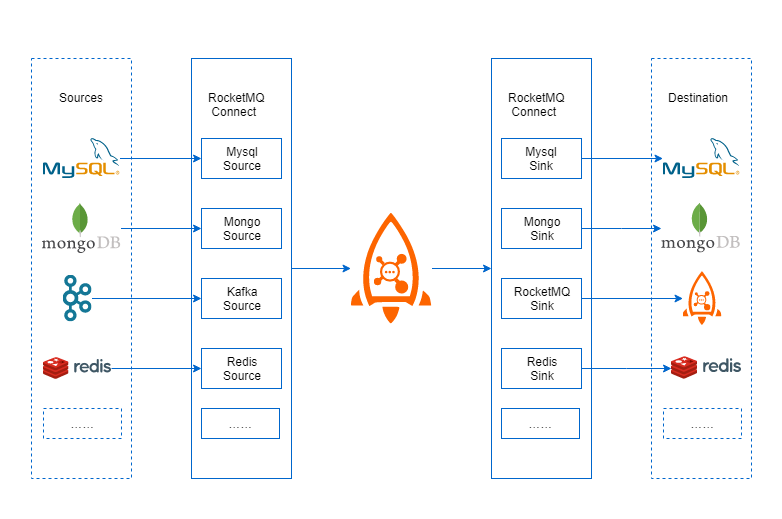 Sources
MySQL®
mongoDB
redis
……
RocketMQ
Connect
Mysql
Source
Mongo
Source
Kafka
Source
Redis
Source
……
RocketMQ
Connect
Mysql
Sink
Mongo
Sink
RocketMQ
Sink
Redis
Sink
……
Destination
MySQL®
mongoDB
redis
……